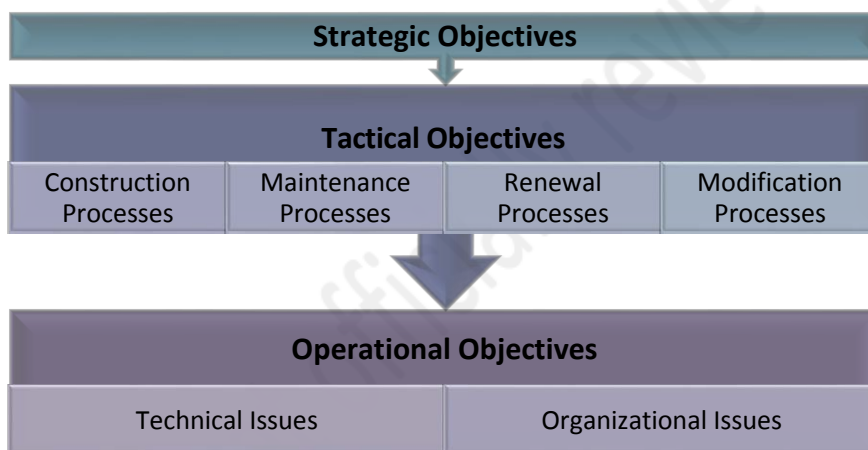 Strategic Objectives
Tactical Objectives
Construction Processes
Maintenance Processes
Renewal Processes
Modification Processes
Operational Objectives
Technical Issues
Organizational Issues